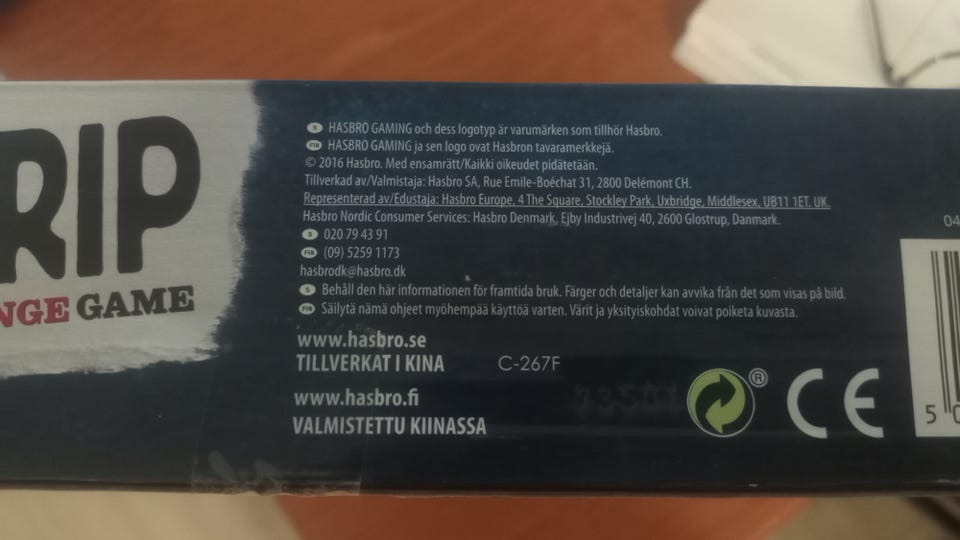 RIP
NGE GAME
S HASBRO GAMING och dess logotyp är varumärken som tillhör Hasbro.
FIN HASBRO GAMING ja sen logo ovat Hasbron tavaramerkkejä.
© 2016 Hasbro. Med ensamrätt/Kaikki oikeudet pidätetään.
Tillverkad av/Valmistaja: Hasbro SA, Rue Emile-Boéchat 31, 2800 Delémont CH.
Representerad av/Edustaja: Hasbro Europe, 4 The Square, Stockley Park, Uxbridge, Middlesex, UB11 1ET. UK.
Hasbro Nordic Consumer Services: Hasbro Denmark, Ejby Industrivej 40, 2600 Glostrup, Danmark.
S 020 79 43 91
FIN (09) 5259 1173
hasbrodk@hasbro.dk
S Behåll den här informationen för framtida bruk. Färger och detaljer kan avvika från det som visas på bild.
FIN Säilytä nämä ohjeet myöhempää käyttöä varten. Värit ja yksityiskohdat voivat poiketa kuvasta.
www.hasbro.se
TILLVERKAT I KINA C-267F
www.hasbro.fi
VALMISTETTU KIINASSA
® CE
04
5 0